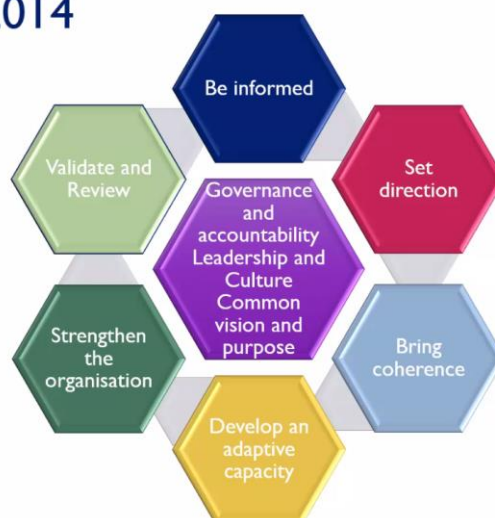 2014
Be informed
Set
direction
Bring
coherence
Develop an
adaptive
capacity
Strengthen
the
organisation
Validate and
Review
Governance
and
accountability
Leadership and
Culture
Common
vision and
purpose